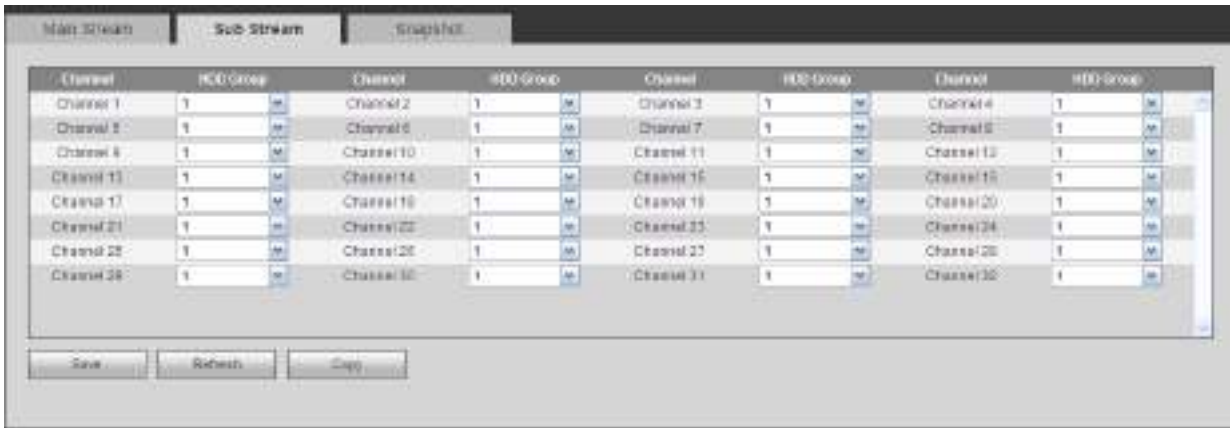 Main Stream Sub Stream Snapshot
Channel HDD Group Channel HDD Group Channel HDD Group Channel HDD Group
Channel 1 1 Channel 2 1 Channel 3 1 Channel 4 1
Channel 5 1 Channel 6 1 Channel 7 1 Channel 8 1
Channel 9 1 Channel 10 1 Channel 11 1 Channel 12 1
Channel 13 1 Channel 14 1 Channel 15 1 Channel 16 1
Channel 17 1 Channel 18 1 Channel 19 1 Channel 20 1
Channel 21 1 Channel 22 1 Channel 23 1 Channel 24 1
Channel 25 1 Channel 26 1 Channel 27 1 Channel 28 1
Channel 29 1 Channel 30 1 Channel 31 1 Channel 32 1
Save Refresh Copy